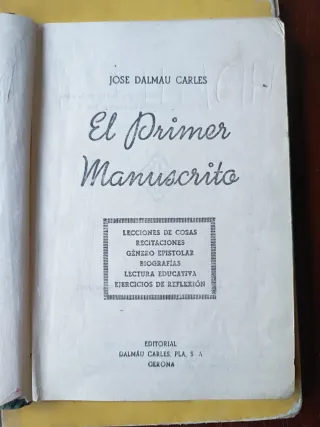 JOSE DALMAU CARLES
El Primer
Manuscrito
LECCIONES DE COSAS
RECITACIONES
GÉNERO EPISTOLAR
BIOGRAFÍAS
LECTURA EDUCATIVA
EJERCICIOS DE REFLEXIÓN
EDITORIAL
DALMÁU CARLES, PLA, S A
GERONA